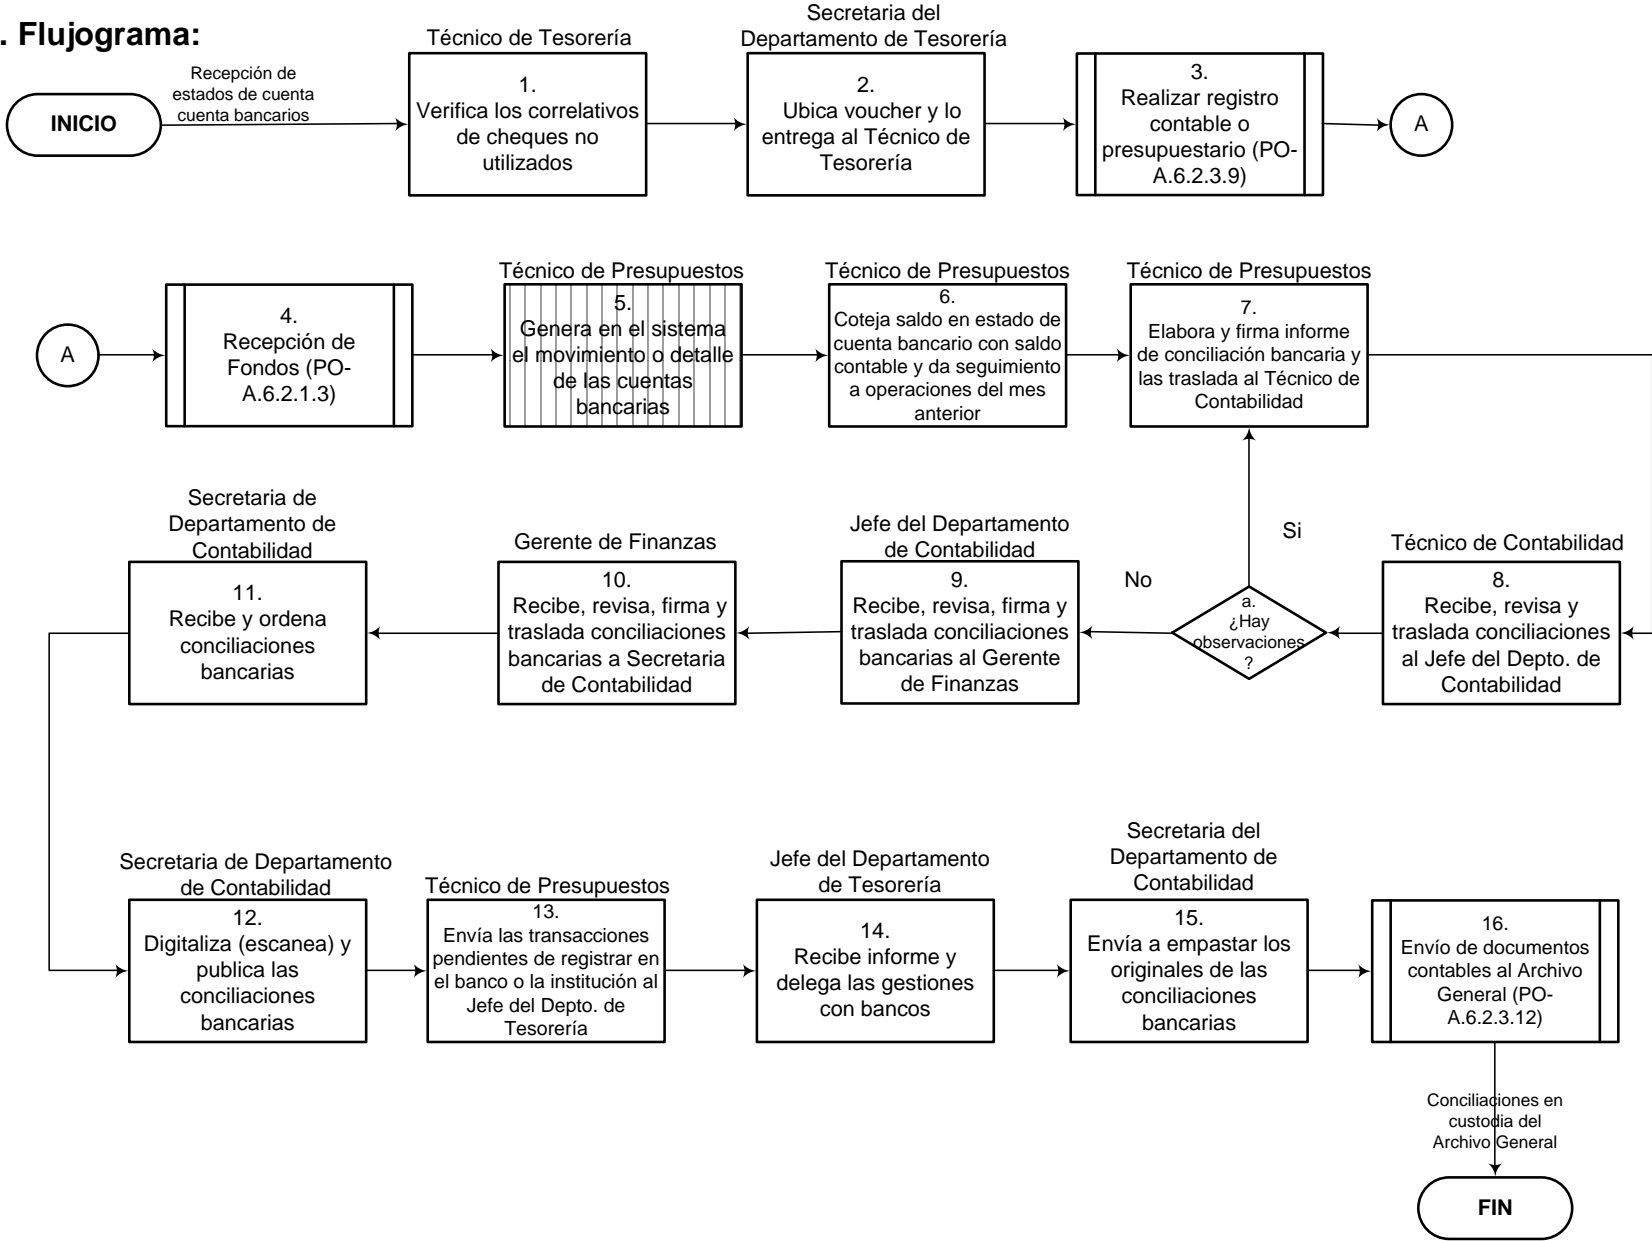 . Flujograma:
Recepción de
estados de cuenta
cuenta bancarios
INICIO
Técnico de Tesorería
1.
Verifica los correlativos
de cheques no
utilizados
Secretaria del
Departamento de Tesorería
2.
Ubica voucher y lo
entrega al Técnico de
Tesorería
3.
Realizar registro
contable o
presupuestario (PO-
A.6.2.3.9)
A
A
4.
Recepción de
Fondos (PO-
A.6.2.1.3)
Técnico de Presupuestos
5.
Genera en el sistema
el movimiento o detalle
de las cuentas
bancarias
Técnico de Presupuestos
6.
Coteja saldo en estado de
cuenta bancario con saldo
contable y da seguimiento
a operaciones del mes
anterior
Técnico de Presupuestos
7.
Elabora y firma informe
de conciliación bancaria y
las traslada al Técnico de
Contabilidad
Técnico de Contabilidad
8.
Recibe, revisa y
traslada conciliaciones
al Jefe del Depto. de
Contabilidad
a.
¿Hay
observaciones
?
Si
No
Jefe del Departamento
de Contabilidad
9.
Recibe, revisa, firma y
traslada conciliaciones
bancarias al Gerente
de Finanzas
Gerente de Finanzas
10.
Recibe, revisa, firma y
traslada conciliaciones
bancarias a Secretaria
de Contabilidad
Secretaria de
Departamento de
Contabilidad
11.
Recibe y ordena
conciliaciones
bancarias
Secretaria de Departamento
de Contabilidad
12.
Digitaliza (escanea) y
publica las
conciliaciones
bancarias
Técnico de Presupuestos
13.
Envía las transacciones
pendientes de registrar en
el banco o la institución al
Jefe del Depto. de
Tesorería
Jefe del Departamento
de Tesorería
14.
Recibe informe y
delega las gestiones
con bancos
Secretaria del
Departamento de
Contabilidad
15.
Envía a empastar los
originales de las
conciliaciones
bancarias
16.
Envío de documentos
contables al Archivo
General (PO-
A.6.2.3.12)
Conciliaciones en
custodia del
Archivo General
FIN